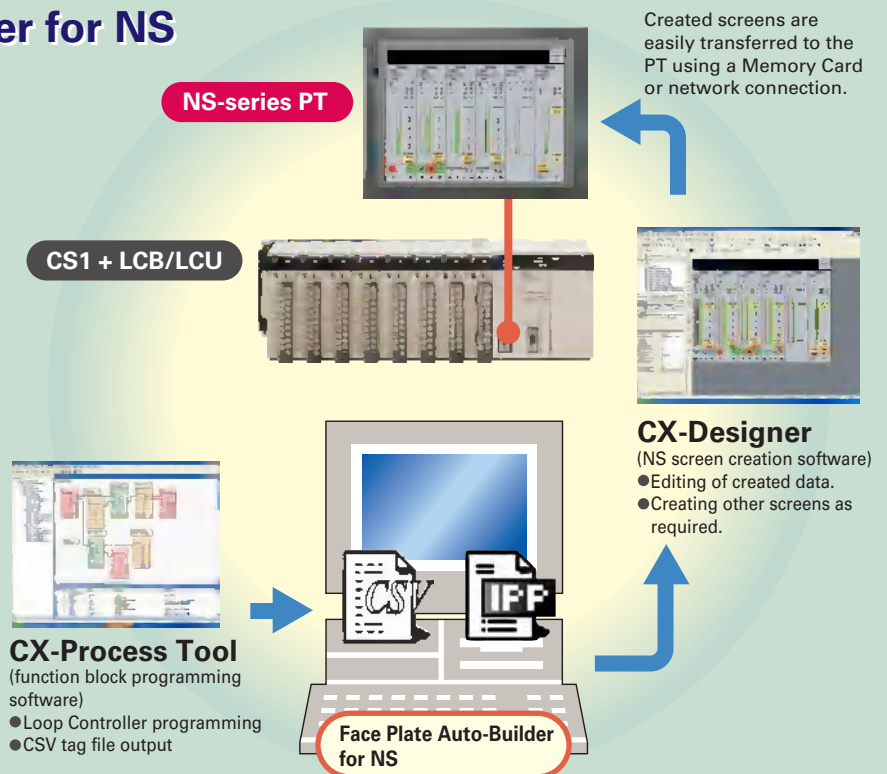 er for NS
Created screens are
easily transferred to the
PT using a Memory Card
or network connection.
NS-series PT
CS1 + LCB/LCU
CX-Designer
(NS screen creation software)
●Editing of created data.
●Creating other screens as
required.
CSV
IPP
CX-Process Tool
(function block programming
software)
●Loop Controller programming
●CSV tag file output
Face Plate Auto-Builder
for NS